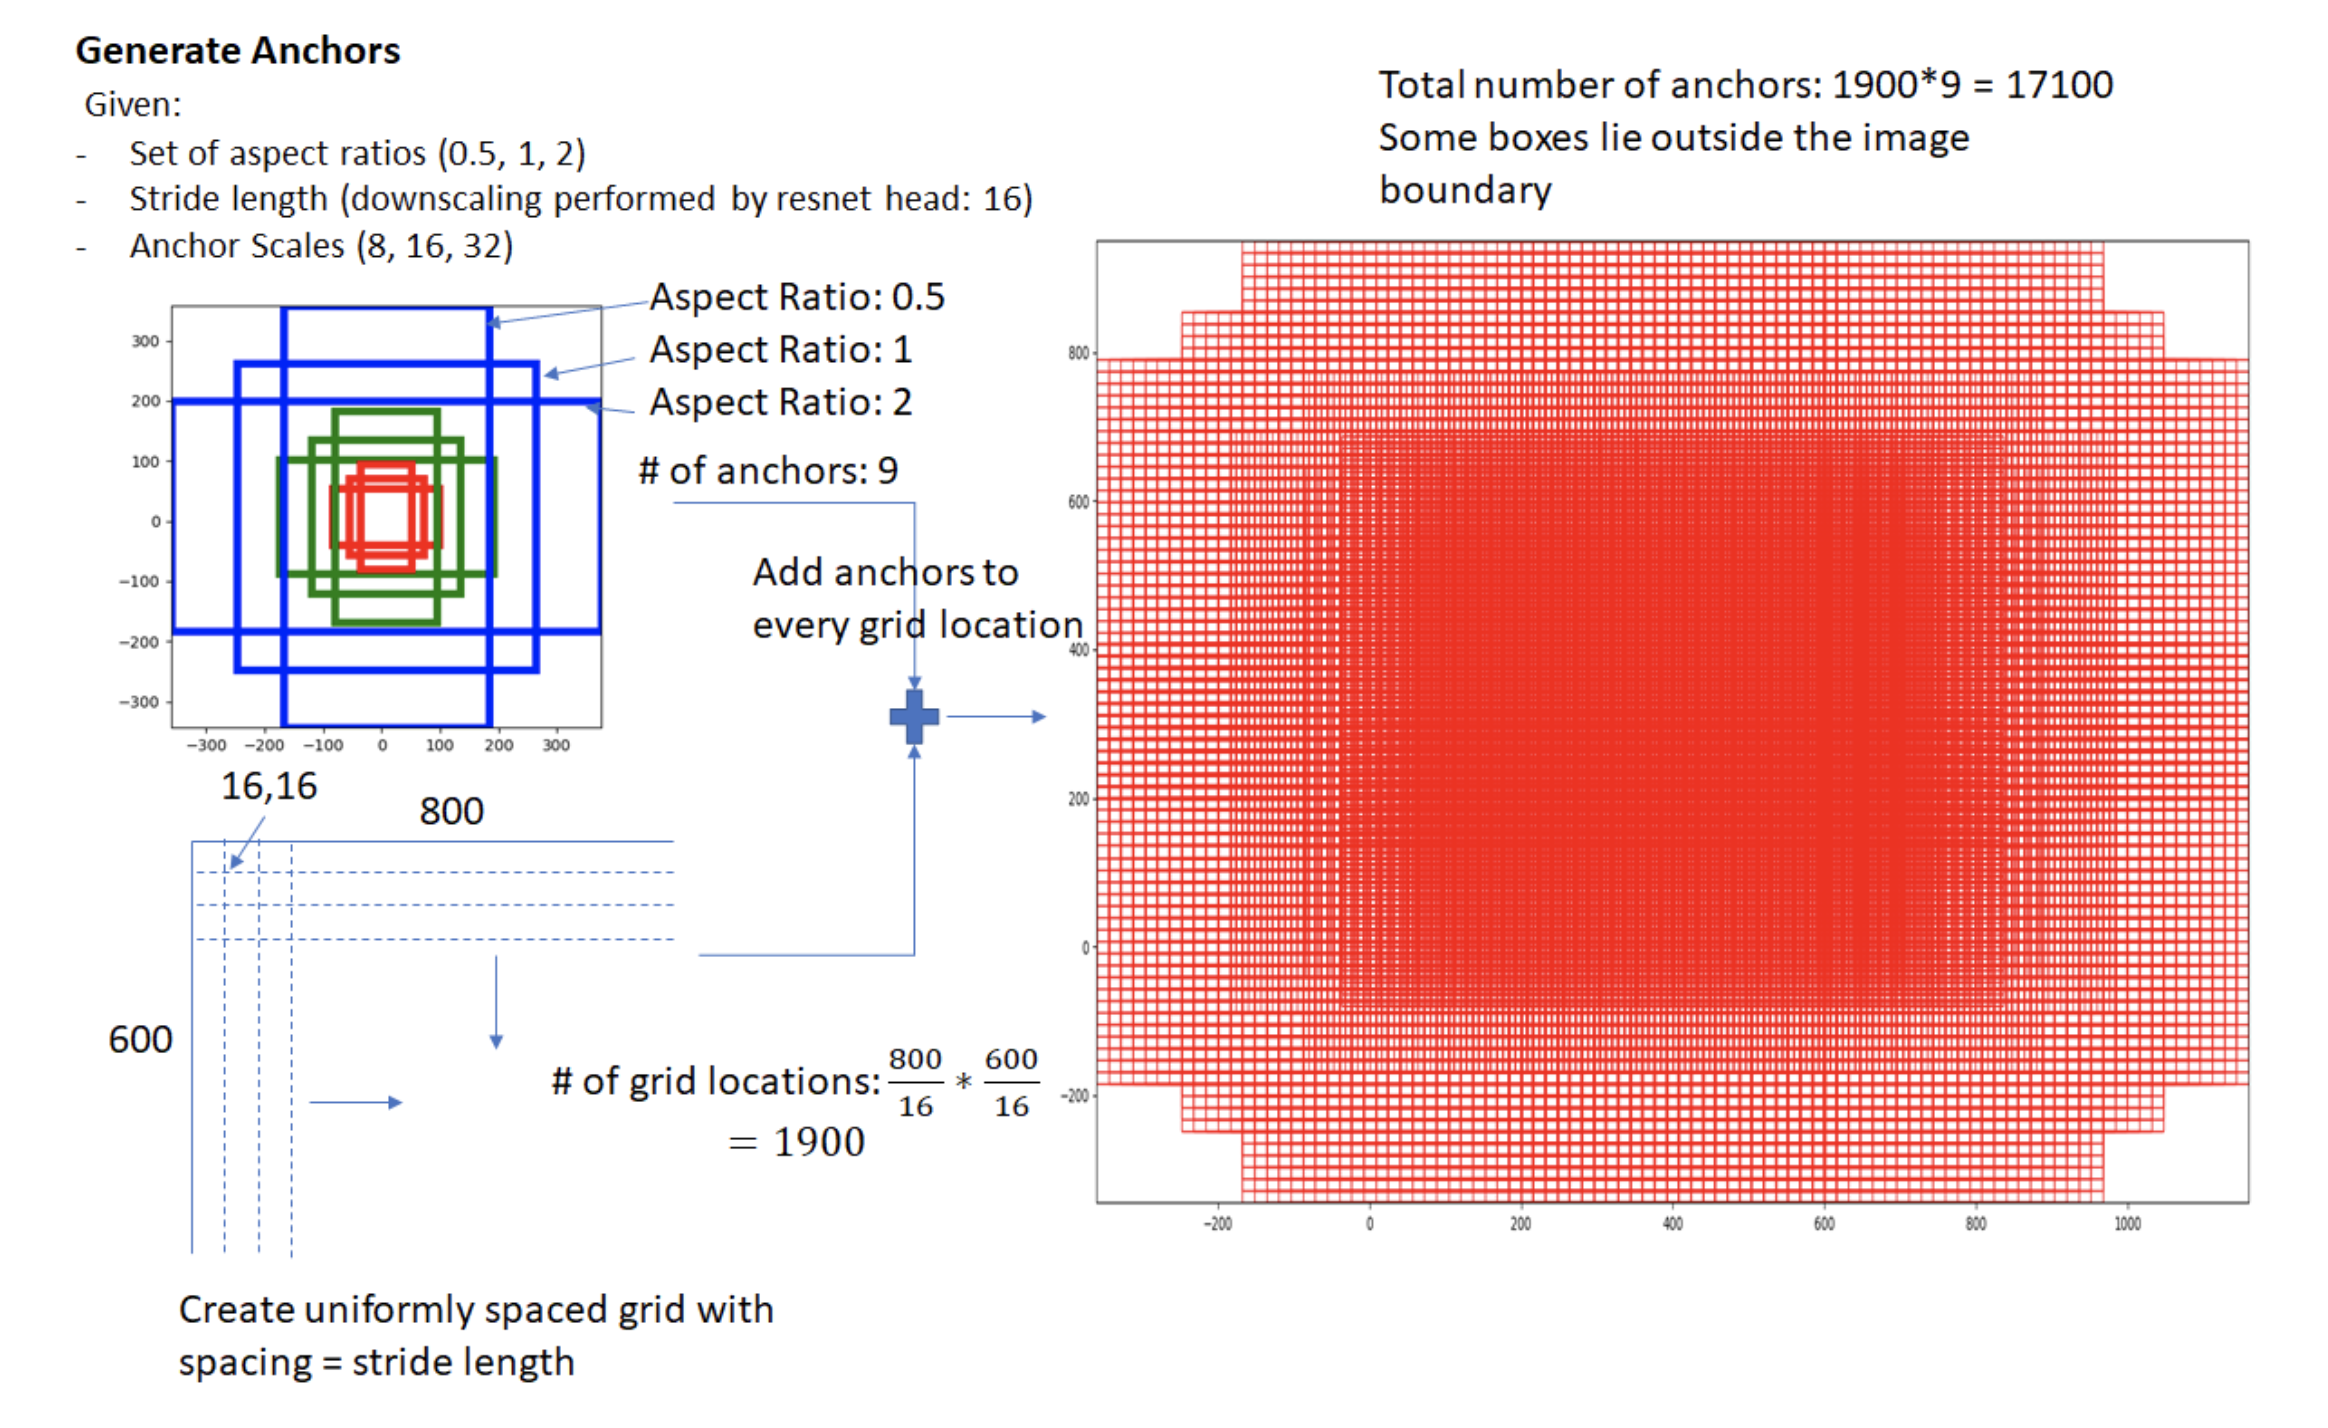 Generate Anchors
Given:
- Set of aspect ratios (0.5, 1, 2)
- Stride length (downscaling performed by resnet head: 16)
- Anchor Scales (8, 16, 32)
Aspect Ratio: 0.5
Aspect Ratio: 1
Aspect Ratio: 2
# of anchors: 9
300
200
100
0
−100
−200
−300
−300 −200 −100 0 100 200 300
Add anchors to
every grid location
16,16
800
600
# of grid locations: 800/16 * 600/16
= 1900
Create uniformly spaced grid with
spacing = stride length
Total number of anchors: 1900*9 = 17100
Some boxes lie outside the image
boundary
800
600
400
200
0
−200
−200 0 200 400 600 800 1000